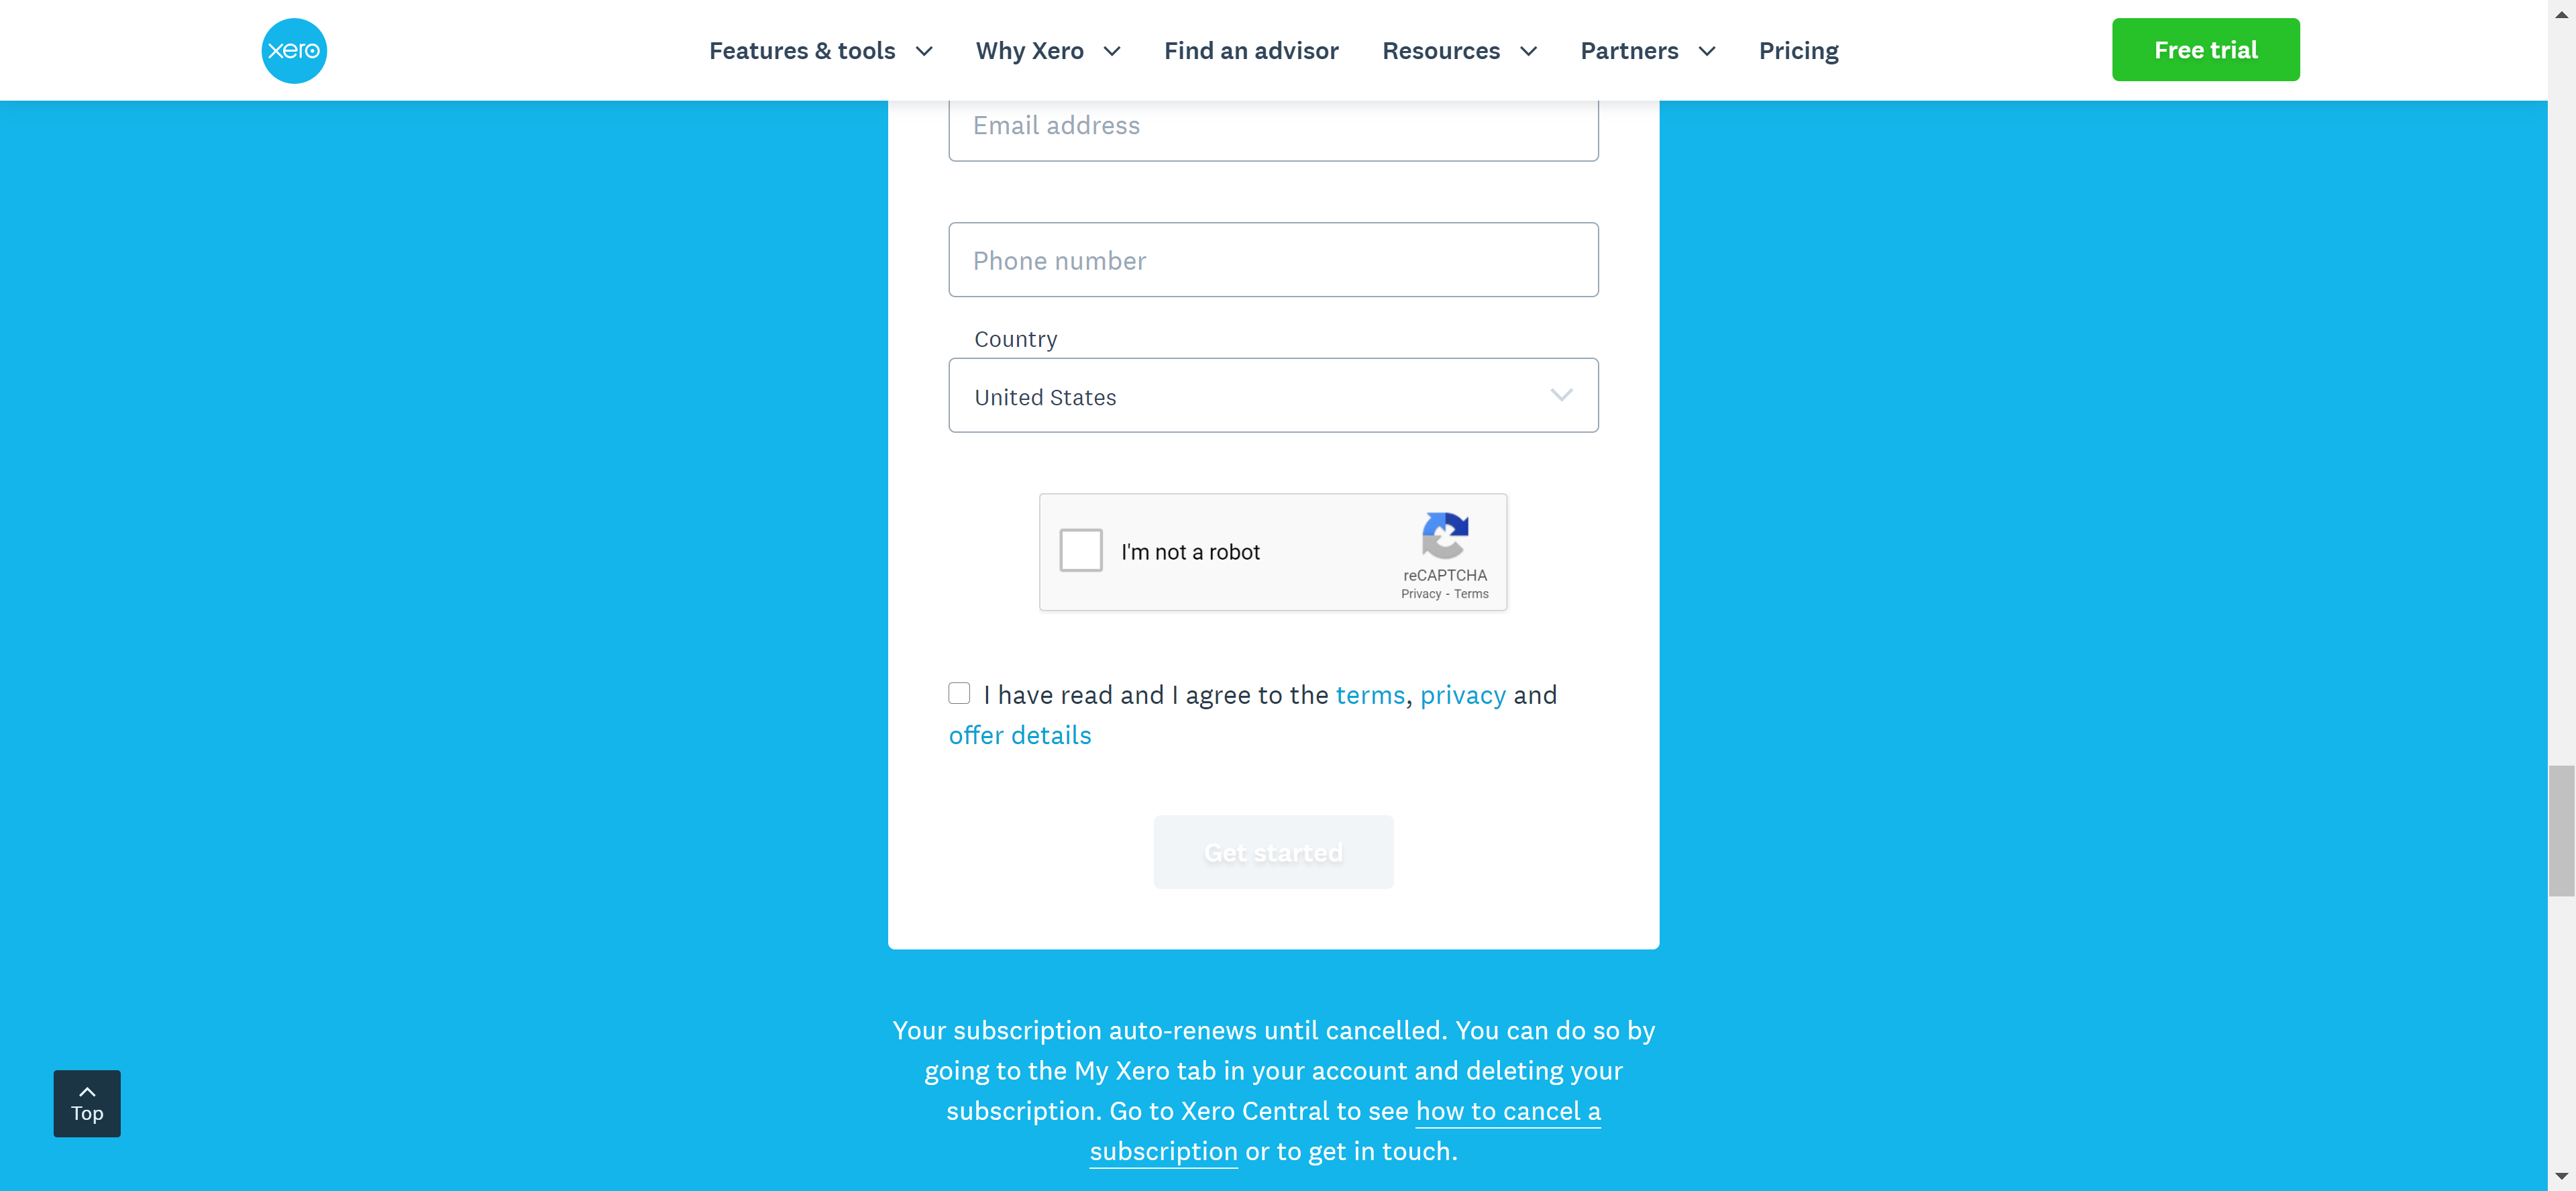 xero
Features & tools
Why Xero
Find an advisor
Resources
Partners
Pricing
Free trial
Email address
Phone number
Country
United States
I'm not a robot
reCAPTCHA
Privacy - Terms
I have read and I agree to the terms, privacy and
offer details
Get started
Your subscription auto-renews until cancelled. You can do so by
going to the My Xero tab in your account and deleting your
subscription. Go to Xero Central to see how to cancel a
subscription or to get in touch.
Top